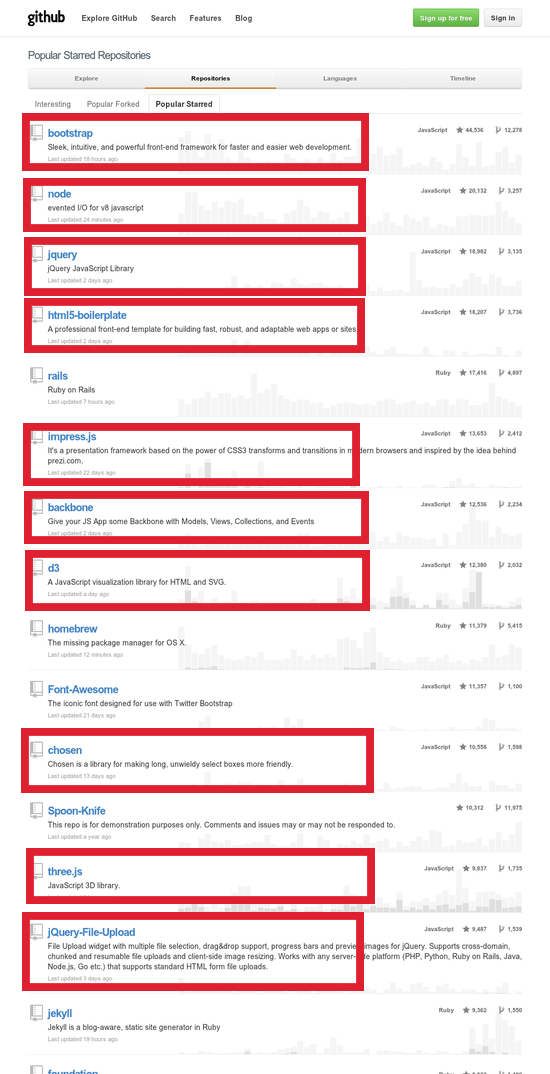 github
Explore GitHub Search Features Blog
Sign up for free Sign in
Popular Starred Repositories
Explore Repositories Languages Timeline
Interesting Popular Forked Popular Starred
bootstrap JavaScript 44,536 12,278
Sleek, intuitive, and powerful front-end framework for faster and easier web development.
Last updated 18 hours ago
node JavaScript 20,132 3,257
evented I/O for v8 javascript
Last updated 24 minutes ago
jquery JavaScript 18,982 3,135
jQuery JavaScript Library
Last updated 2 days ago
html5-boilerplate JavaScript 18,207 3,736
A professional front-end template for building fast, robust, and adaptable web apps or sites
Last updated 2 days ago
rails Ruby 17,416 4,897
Ruby on Rails
Last updated 7 hours ago
impress.js JavaScript 13,653 2,412
It's a presentation framework based on the power of CSS3 transforms and transitions in m dern browsers and inspired by the idea behind
prezi.com.
Last updated 22 days ago
backbone JavaScript 12,536 2,234
Give your JS App some Backbone with Models, Views, Collections, and Events
Last updated 2 days ago
d3 JavaScript 12,380 2,032
A JavaScript visualization library for HTML and SVG.
Last updated a day ago
homebrew Ruby 11,379 5,415
The missing package manager for OS X.
Last updated 12 minutes ago
Font-Awesome JavaScript 11,357 1,100
The iconic font designed for use with Twitter Bootstrap
Last updated 21 days ago
chosen JavaScript 10,558 1,598
Chosen is a library for making long, unwieldy select boxes more friendly.
Last updated 13 days ago
Spoon-Knife 10,312 11,975
This repo is for demonstration purposes only. Comments and issues may or may not be responded to.
Last updated a year ago
three.js JavaScript 9,837 1,735
JavaScript 3D library.
jQuery-File-Upload JavaScript 9,487 1,539
File Upload widget with multiple file selection, drag&drop support, progress bars and preview images for jQuery. Supports cross-domain,
chunked and resumable file uploads and client-side image resizing. Works with any server-side platform (PHP, Python, Ruby on Rails, Java,
Node.js, Go etc.) that supports standard HTML form file uploads.
Last updated 3 days ago
jekyll Ruby 9,362 1,550
Jekyll is a blog-aware, static site generator in Ruby
Last updated 19 hours ago
foundation